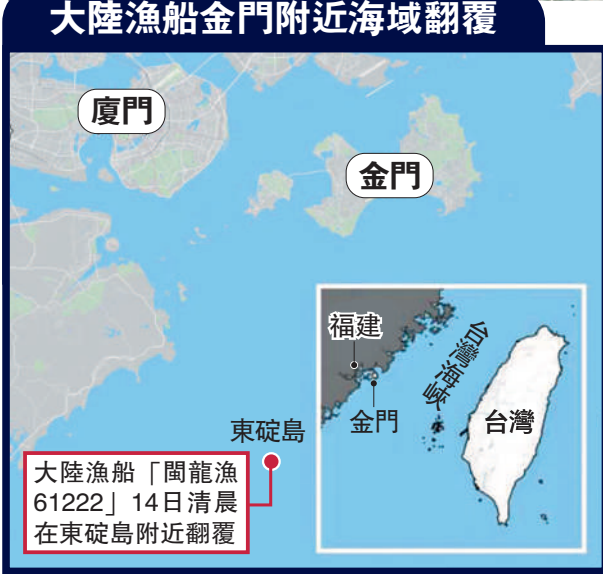 大陸漁船金門附近海域翻覆
廈門
金門
福建
台灣海峽
金門
台灣
東碇島
大陸漁船「閩龍漁
61222」14日清晨
在東碇島附近翻覆